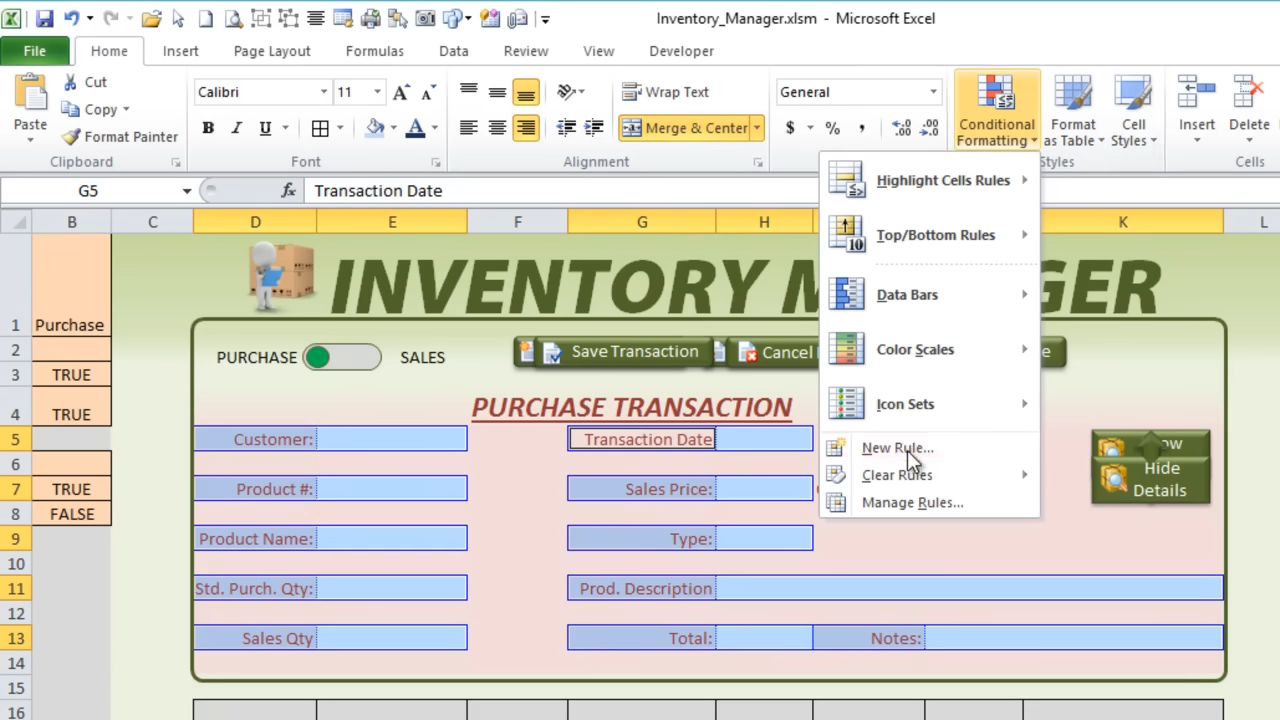 Inventory_Manager.xlsm - Microsoft Excel
File Home Insert Page Layout Formulas Data Review View Developer
Paste
Cut
Copy
Format Painter
Clipboard
Calibri 11
B I U
Font
Wrap Text
Merge & Center
Alignment
General
$ % ,
Conditional Formatting
Format as Table
Cell Styles
Styles
Insert
Delete
Cells
G5 fx Transaction Date
B C D E F G H K L
Highlight Cells Rules
Top/Bottom Rules
Data Bars
Color Scales
Icon Sets
New Rule...
Clear Rules
Manage Rules...
INVENTORY M GER
1 Purchase
2 PURCHASE SALES Save Transaction Cancel
3 TRUE
4 TRUE PURCHASE TRANSACTION
5 Customer: Transaction Date
6
Hide
Details
7 TRUE Product #: Sales Price:
8 FALSE
9 Product Name: Type:
10
11 Std. Purch. Qty: Prod. Description
12
13 Sales Qty Total: Notes:
14
15
16